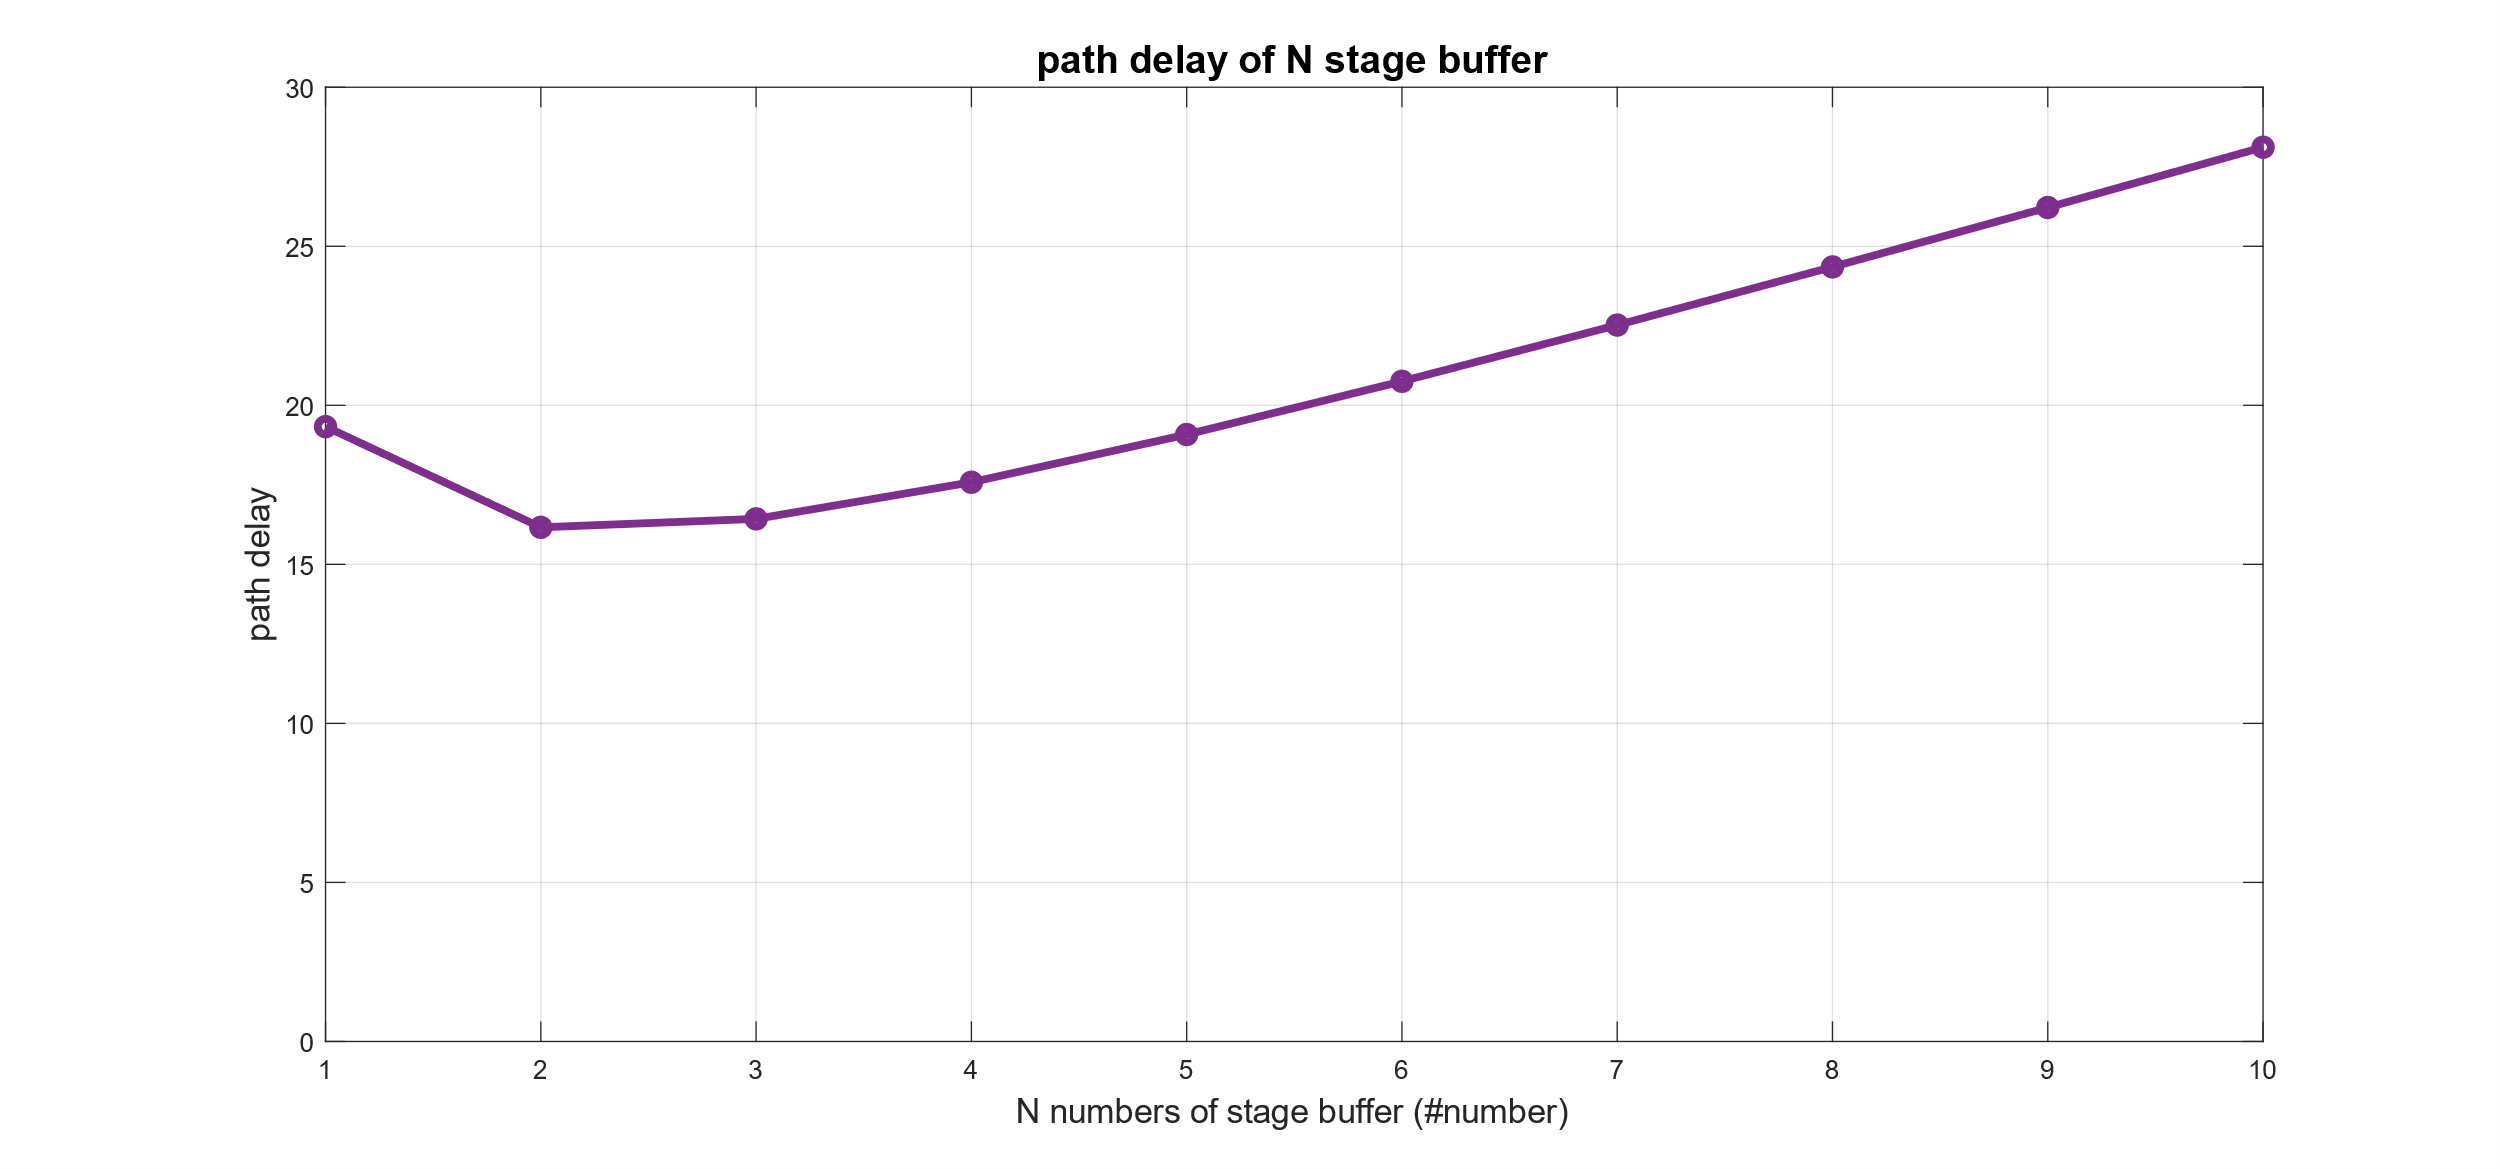 path delay of N stage buffer
30
25
20
15
10
5
0
path delay
1 2 3 4 5 6 7 8 9 10
N numbers of stage buffer (#number)